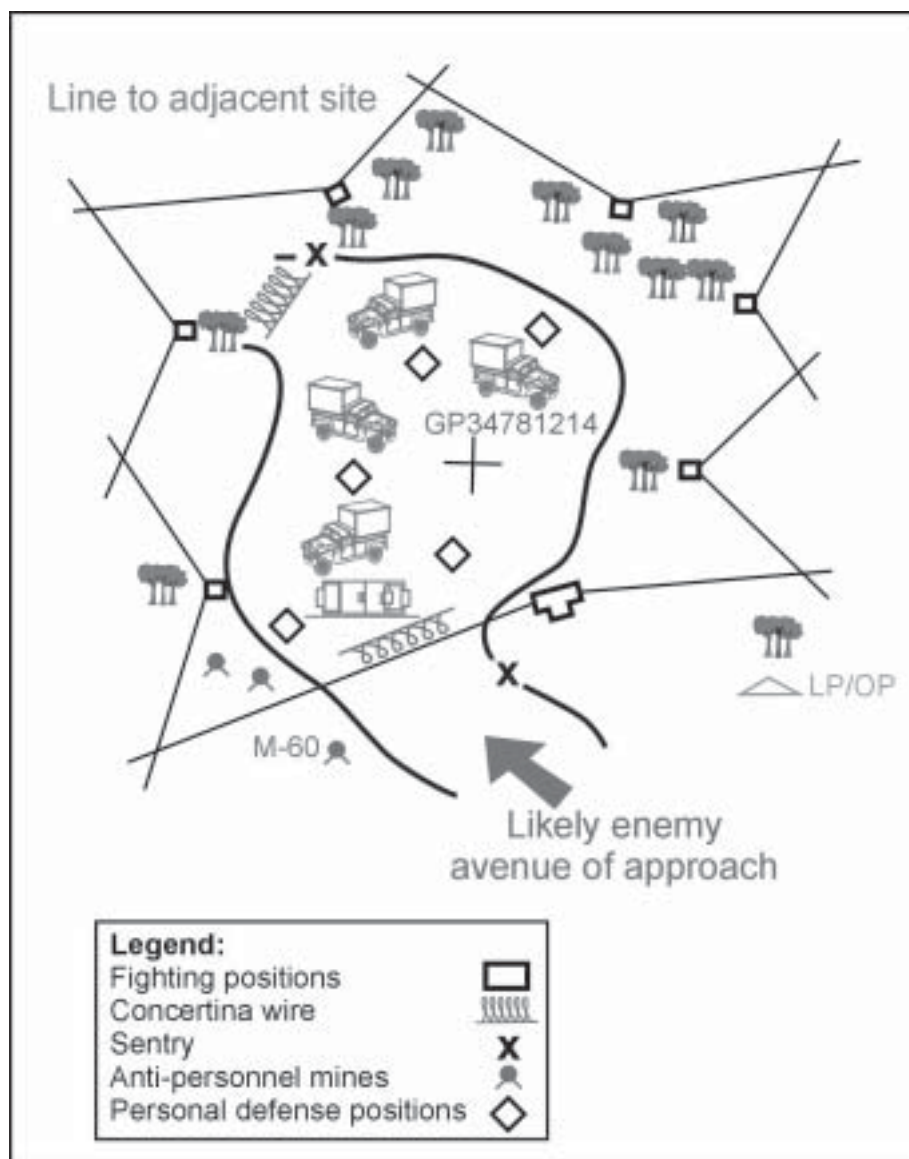 Line to adjacent site
X
GP34781214
X
LP/OP
M-60
Likely enemy
avenue of approach
Legend:
Fighting positions
Concertina wire
Sentry X
Anti-personnel mines
Personal defense positions